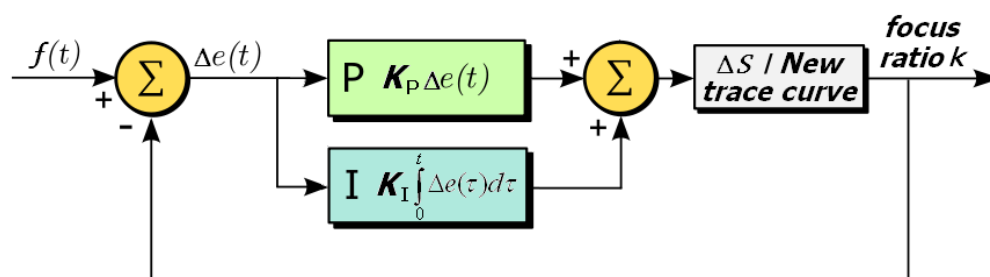 f(t)
+
-
Σ
Δe(t)
P K_P Δe(t)
I K_I ∫_0^t Δe(τ)dτ
+
+
Σ
ΔS / New
trace curve
focus
ratio k